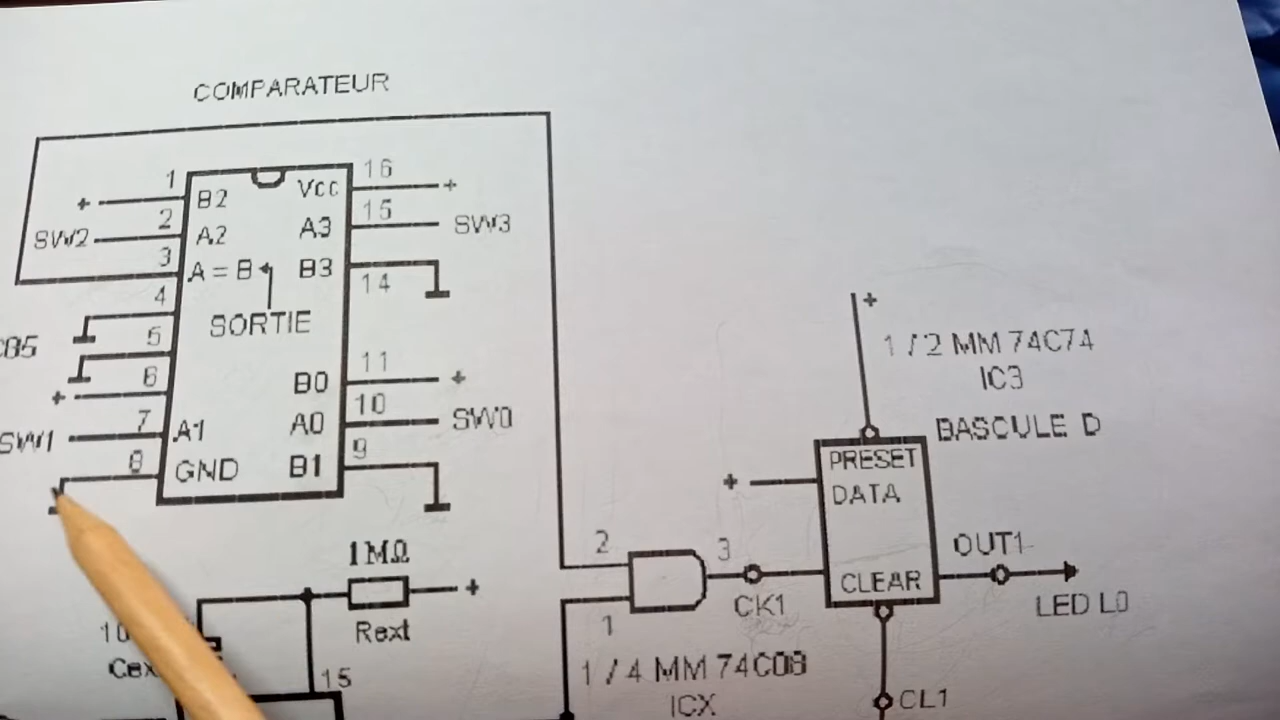 COMPARATEUR
1
B2
Vcc
16
+
+
SW2
2
A2
A3
15
SW3
3
A = B
B3
14
4
SORTIE
C85
5
6
+
B0
11
+
SW1
7
A1
A0
10
SW0
8
GND
B1
9
+
1 / 2 MM 74C74
IC3
BASCULE D
PRESET
+
DATA
CLEAR
OUT1
LED L0
2
3
1
CK1
1 / 4 MM 74C08
ICX
CL1
1MΩ
+
Rext
15